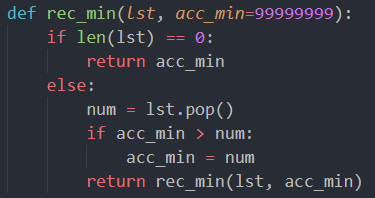 def rec_min(lst, acc_min=99999999):
    if len(lst) == 0:
        return acc_min
    else:
        num = lst.pop()
        if acc_min > num:
            acc_min = num
        return rec_min(lst, acc_min)